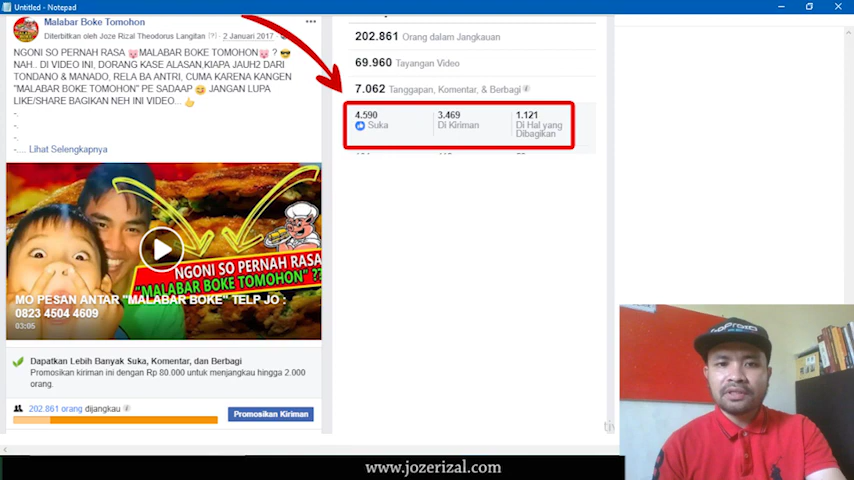 Untitled - Notepad
Malabar Boke Tomohon
Diterbitkan oleh Joze Rizal Theodorus Langitan [?] · 2 Januari 2017 ·
NGONI SO PERNAH RASA 🐷MALABAR BOKE TOMOHON🐷 ? 😎
NAH.. DI VIDEO INI, DORANG KASE ALASAN,KIAPA JAUH2 DARI
TONDANO & MANADO, RELA BA ANTRI, CUMA KARENA KANGEN
"MALABAR BOKE TOMOHON" PE SADAAP 😋 JANGAN LUPA
LIKE/SHARE BAGIKAN NEH INI VIDEO... 👍
-.
-.
-.
-.... Lihat Selengkapnya
NGONI SO PERNAH RASA
"MALABAR BOKE TOMOHON" ??
MO PESAN ANTAR "MALABAR BOKE" TELP JO :
0823 4504 4609
03:05
Dapatkan Lebih Banyak Suka, Komentar, dan Berbagi
Promosikan kiriman ini dengan Rp 80.000 untuk menjangkau hingga 2.000
orang.
202.861 orang dijangkau
Promosikan Kiriman
202.861 Orang dalam Jangkauan
69.960 Tayangan Video
7.062 Tanggapan, Komentar, & Berbagi
4.590
Suka
3.469
Di Kiriman
1.121
Di Hal yang
Dibagikan
GoPro
www.jozerizal.com